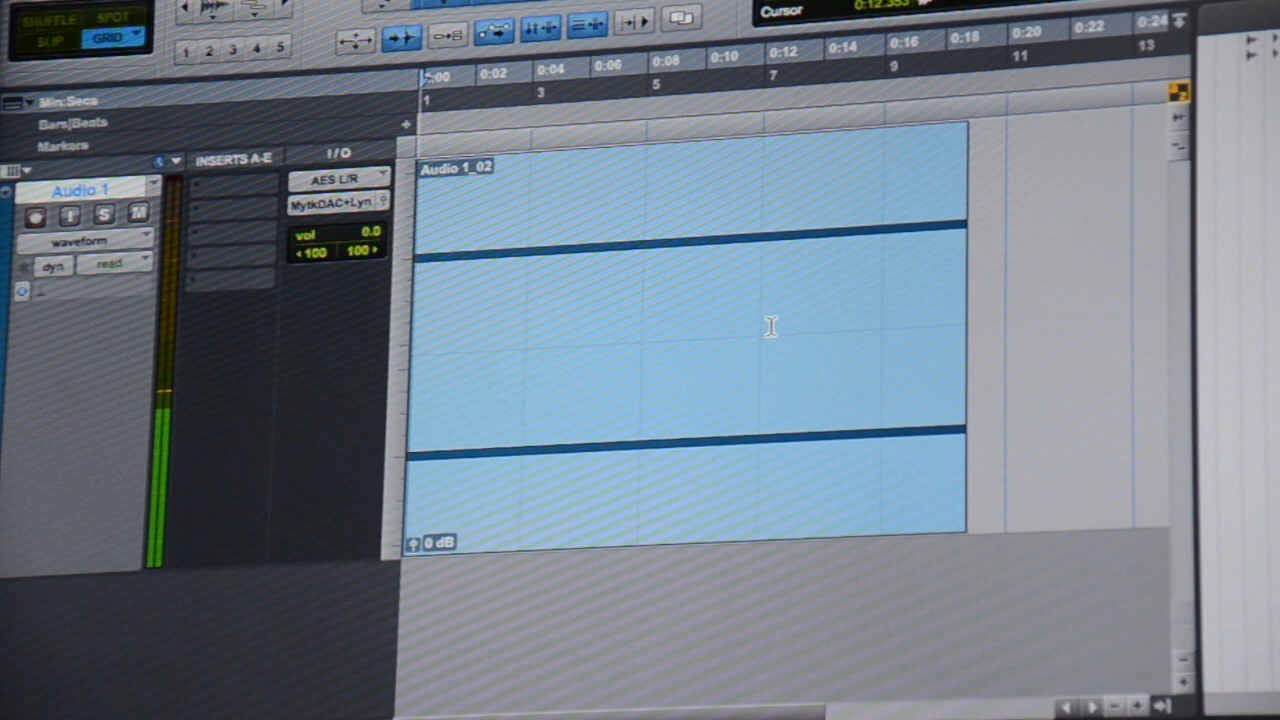 SHUFFLE SPOT
SLIP GRID
1 2 3 4 5
Cursor 0:12.353
Min:Secs
:00 0:02 0:04 0:06 0:08 0:10 0:12 0:14 0:16 0:18 0:20 0:22 0:24
Bars|Beats
1 3 5 7 9 11 13
Markers
INSERTS A-E
I/O
Audio 1
AES L/R
Audio 1_02
I S M
MytkDAC+Lyn
waveform
vol 0.0
dyn read
100 100
0 dB